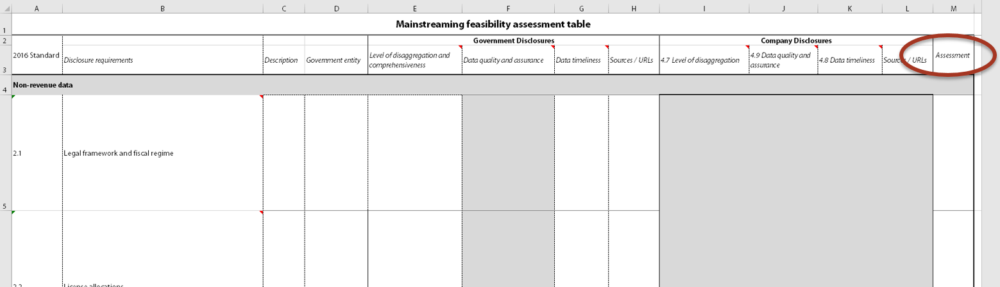 A B C D E F G H I J K L M
1 Mainstreaming feasibility assessment table
2 Government Disclosures Company Disclosures
3 2016 Standard Disclosure requirements Description Government entity Level of disaggregation and comprehensiveness Data quality and assurance Data timeliness Sources / URLs 4.7 Level of disaggregation 4.9 Data quality and assurance 4.8 Data timeliness Sources / URLs Assessment
4 Non-revenue data
5 2.1 Legal framework and fiscal regime
2.2 License allocations